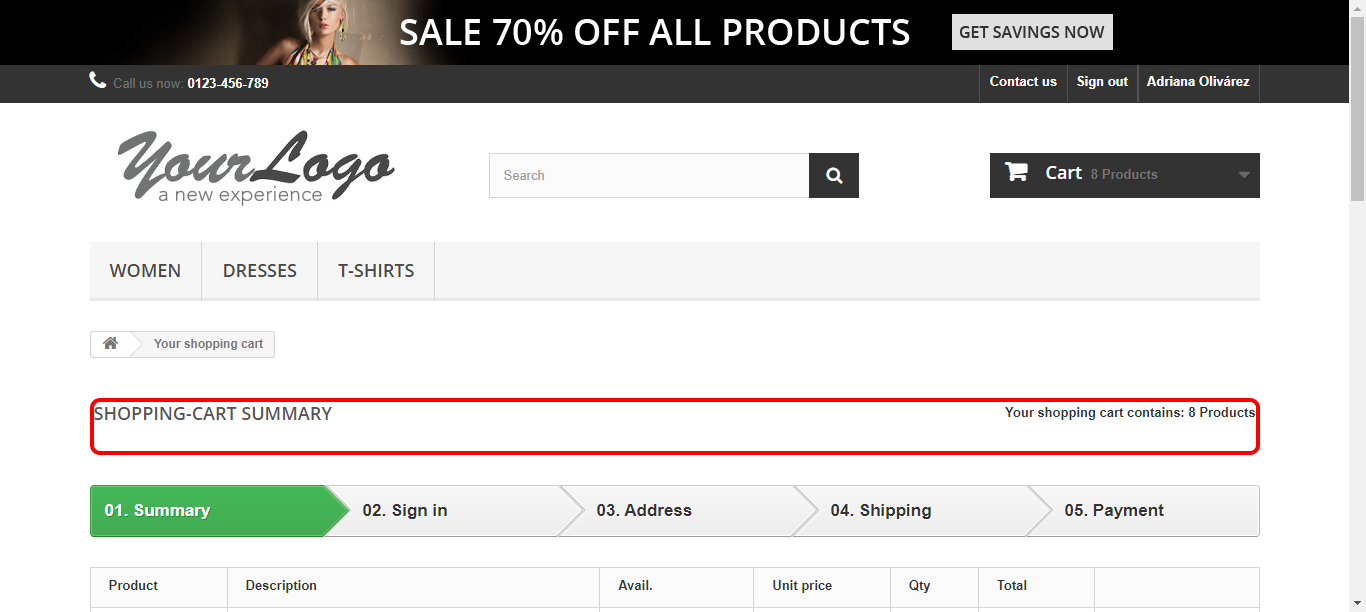 SALE 70% OFF ALL PRODUCTS GET SAVINGS NOW
Call us now: 0123-456-789 Contact us Sign out Adriana Olivárez
Your Logo
a new experience
Search
Cart 8 Products
WOMEN DRESSES T-SHIRTS
Your shopping cart
SHOPPING-CART SUMMARY Your shopping cart contains: 8 Products
01. Summary 02. Sign in 03. Address 04. Shipping 05. Payment
Product Description Avail. Unit price Qty Total